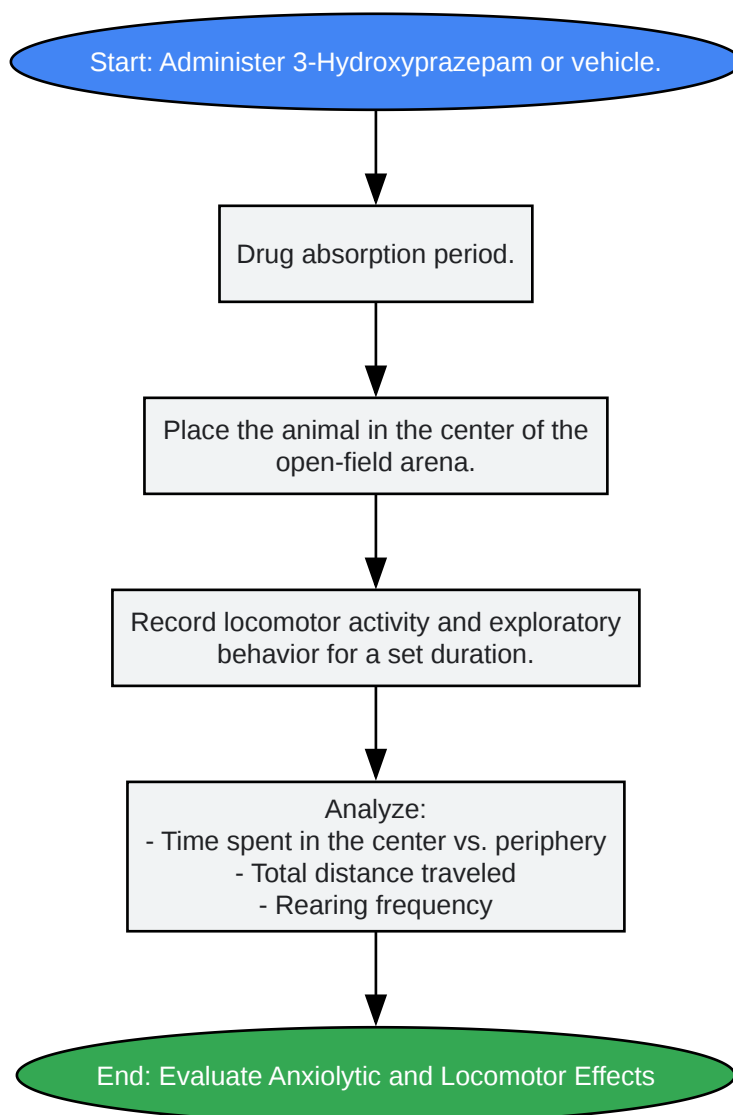 Start: Administer 3-Hydroxyprazepam or vehicle.
Drug absorption period.
Place the animal in the center of the
open-field arena.
Record locomotor activity and exploratory
behavior for a set duration.
Analyze:
- Time spent in the center vs. periphery
- Total distance traveled
- Rearing frequency
End: Evaluate Anxiolytic and Locomotor Effects